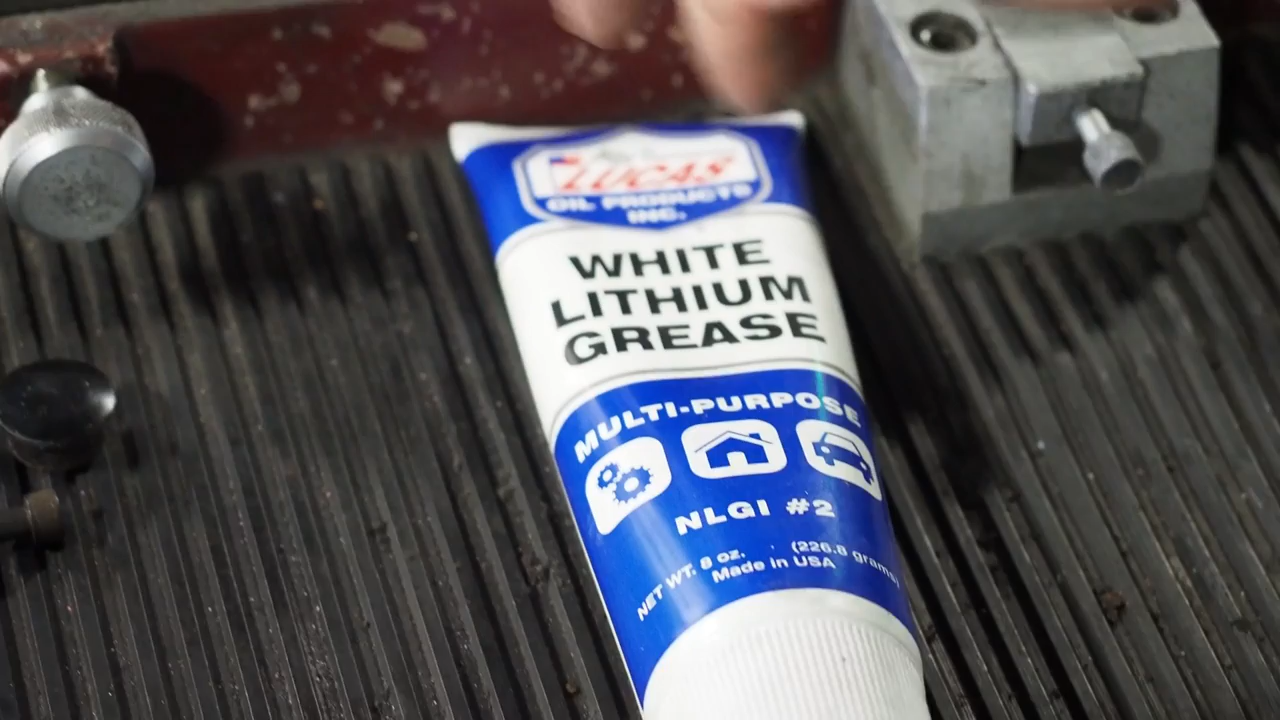 LUCAS
OIL PRODUCTS
INC.
WHITE
LITHIUM
GREASE
MULTI-PURPOSE
NLGI #2
NET WT. 8 oz. (226.8 grams)
Made in USA